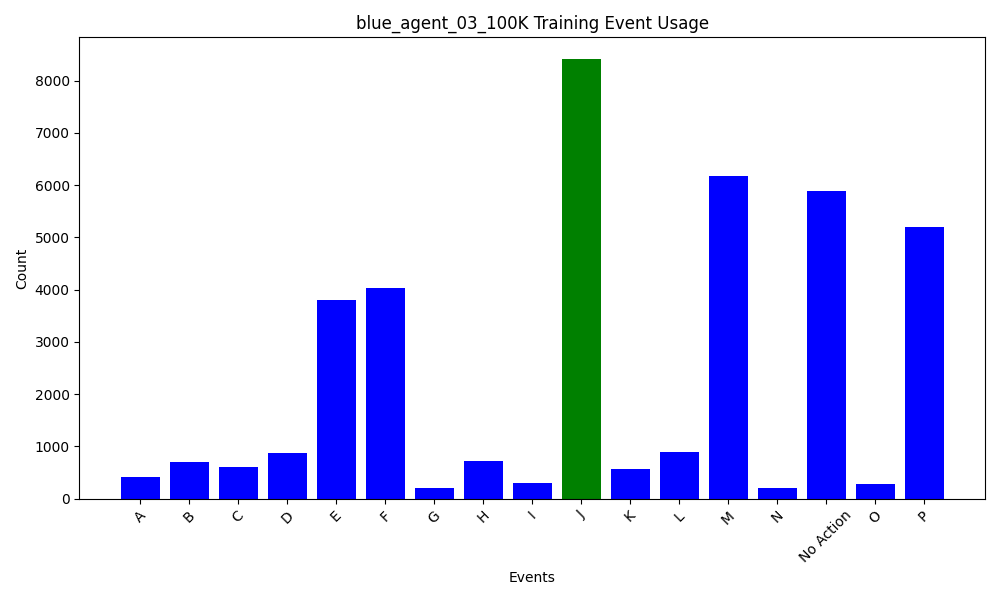 blue_agent_03_100K Training Event Usage
Count
8000
7000
6000
5000
4000
3000
2000
1000
0
A
B
C
D
E
F
G
H
I
J
K
L
M
N
No Action
O
P
Events